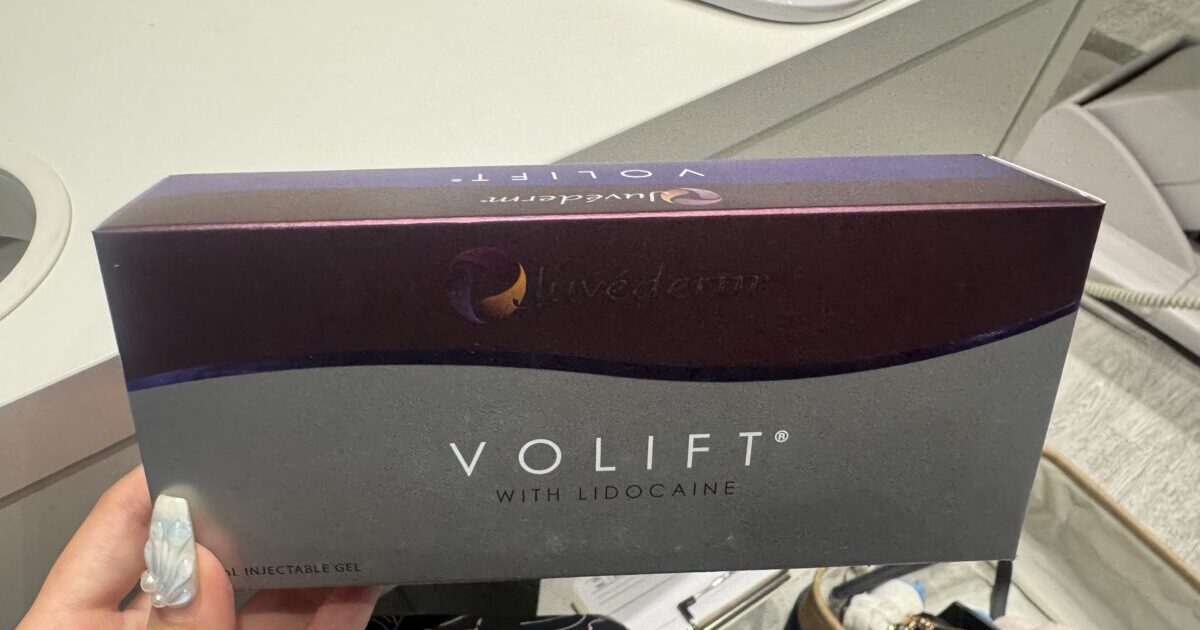 VOLIFT®
Juvéderm®
Juvéderm
VOLIFT®
WITH LIDOCAINE
INJECTABLE GEL